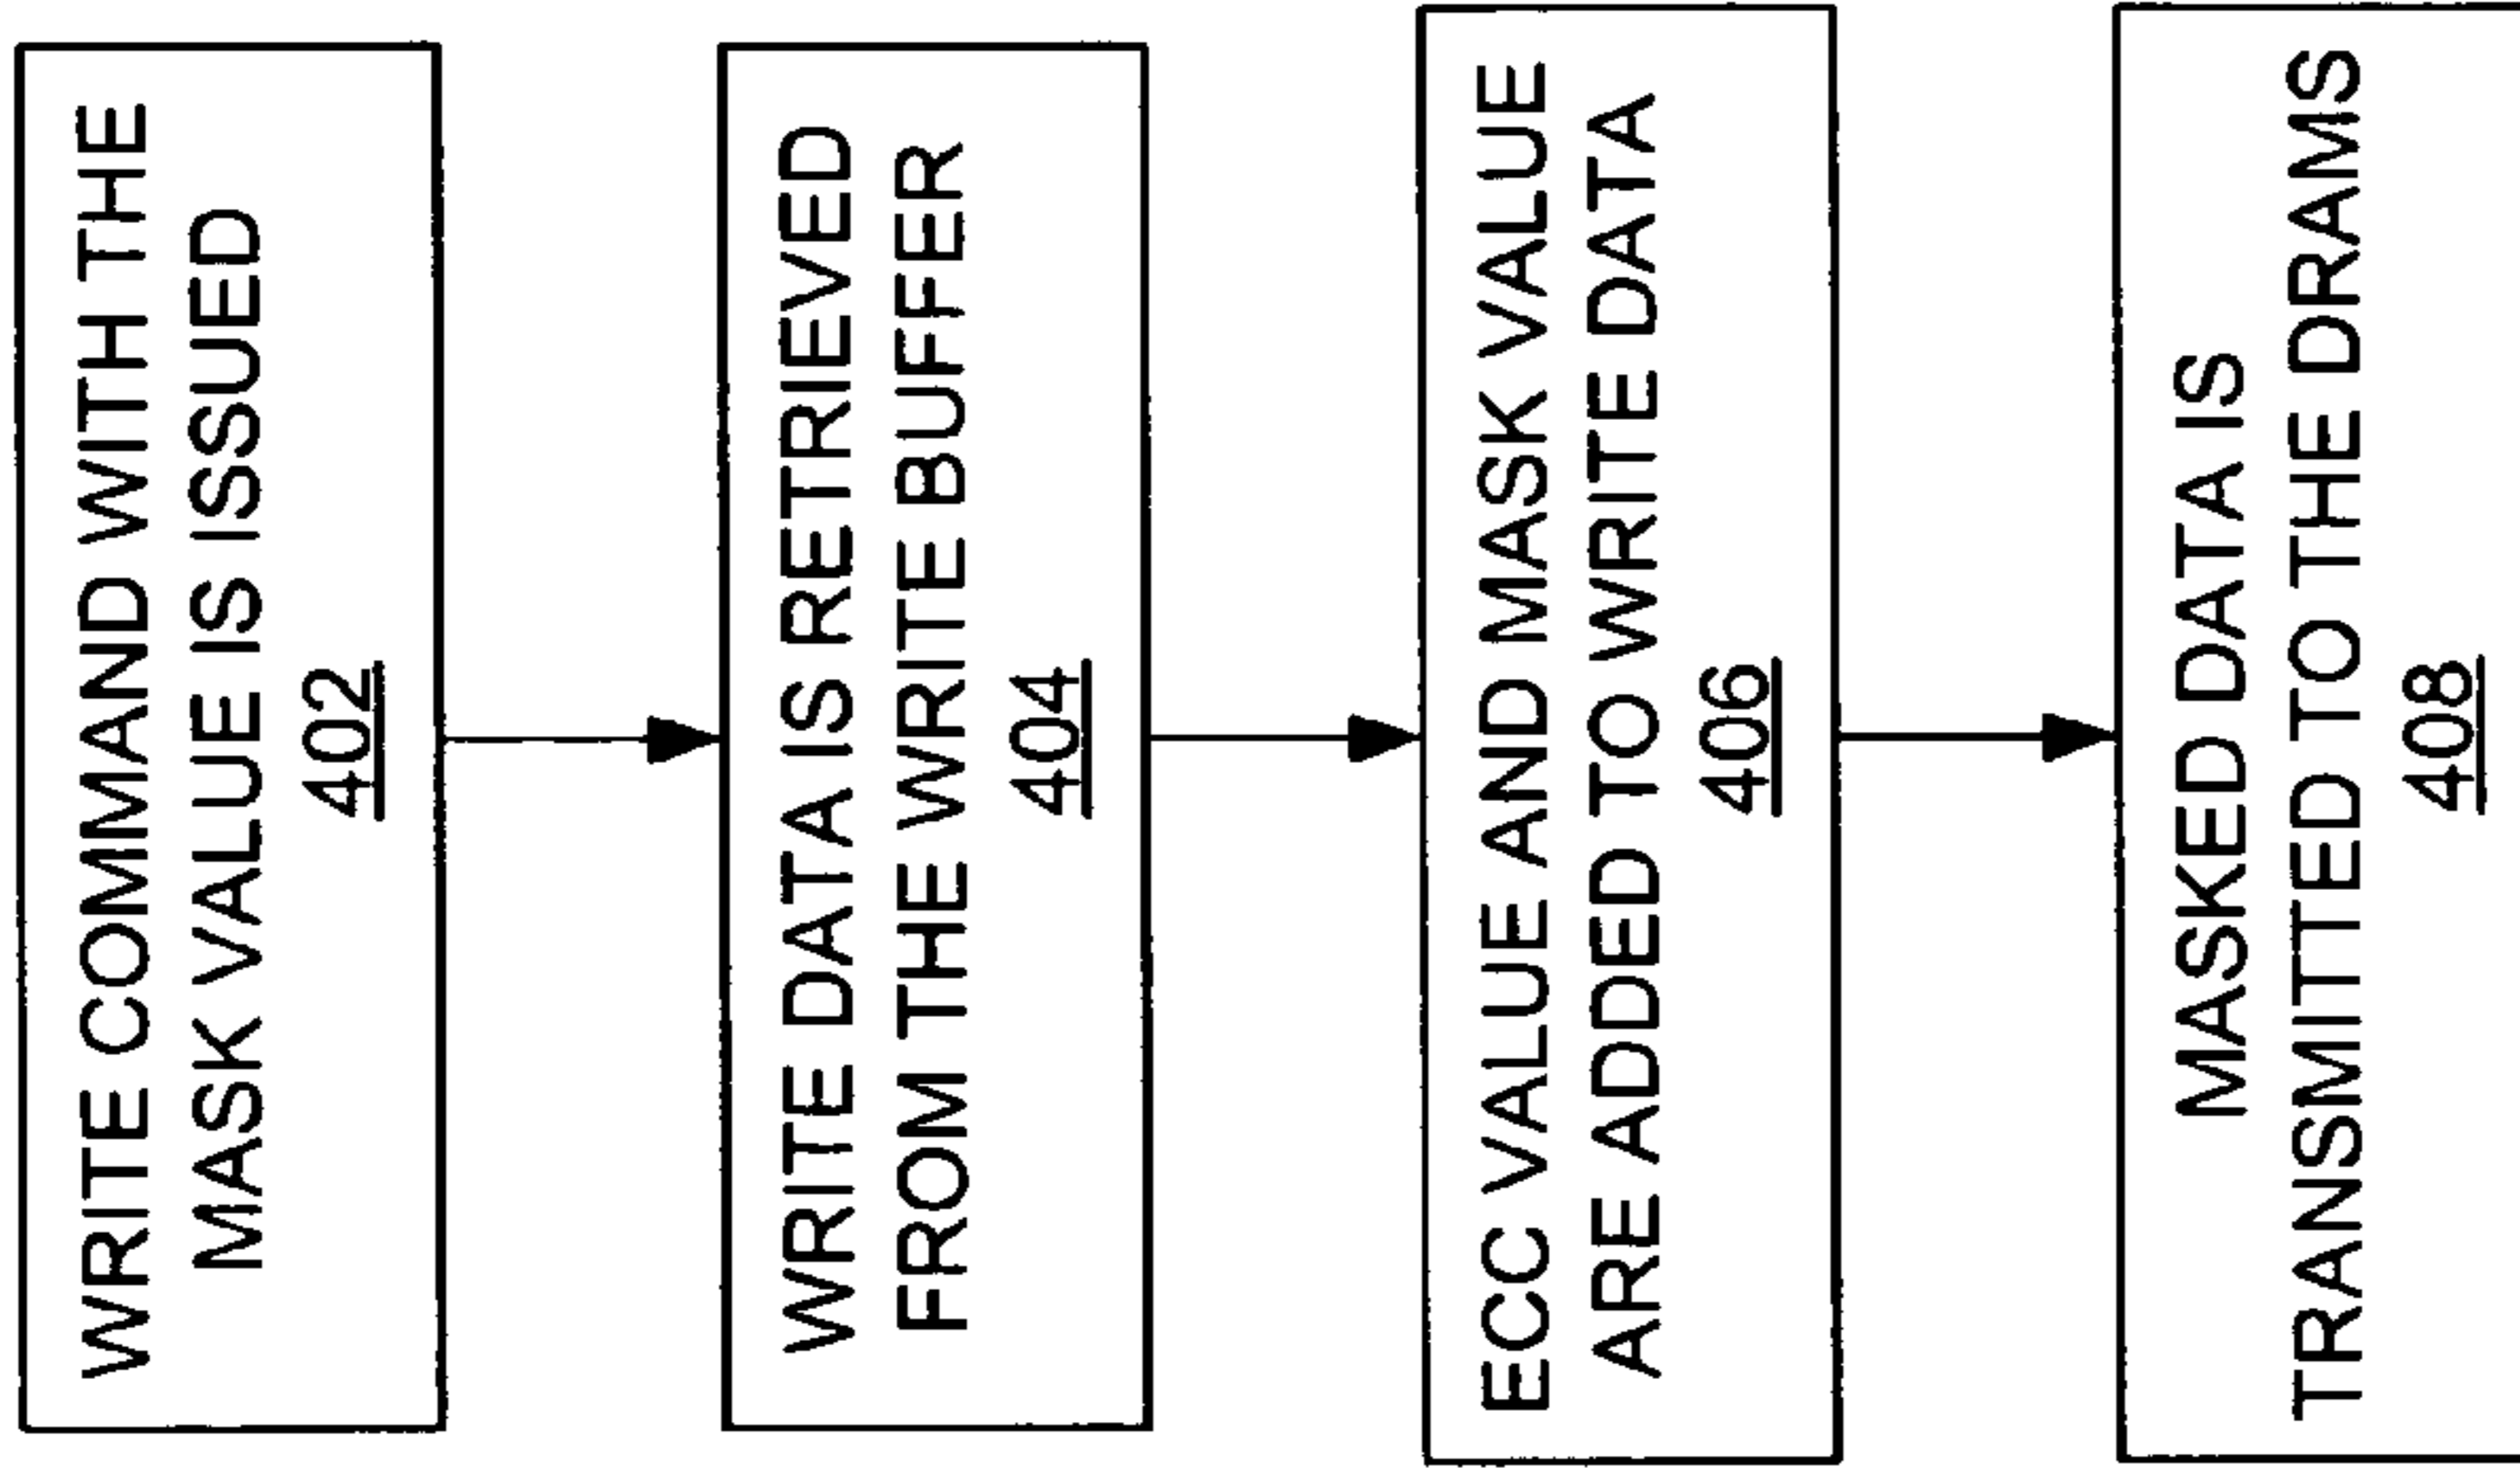 WRITE COMMAND WITH THE
MASK VALUE IS ISSUED
402
WRITE DATA IS RETRIEVED
FROM THE WRITE BUFFER
404
ECC VALUE AND MASK VALUE
ARE ADDED TO WRITE DATA
406
MASKED DATA IS
TRANSMITTED TO THE DRAMS
408